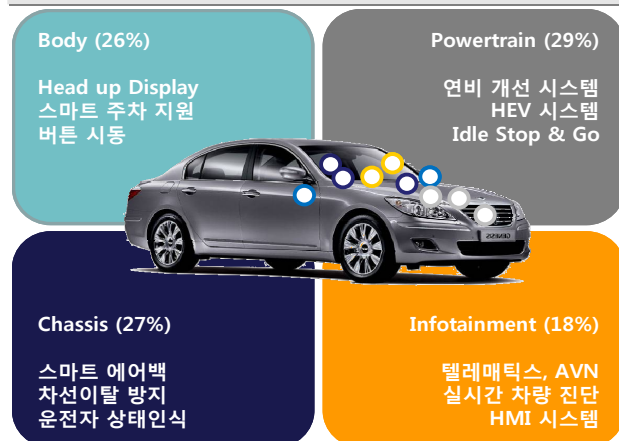 Body (26%)
Head up Display
스마트 주차 지원
버튼 시동
Powertrain (29%)
연비 개선 시스템
HEV 시스템
Idle Stop & Go
Chassis (27%)
스마트 에어백
차선이탈 방지
운전자 상태인식
Infotainment (18%)
텔레매틱스, AVN
실시간 차량 진단
HMI 시스템